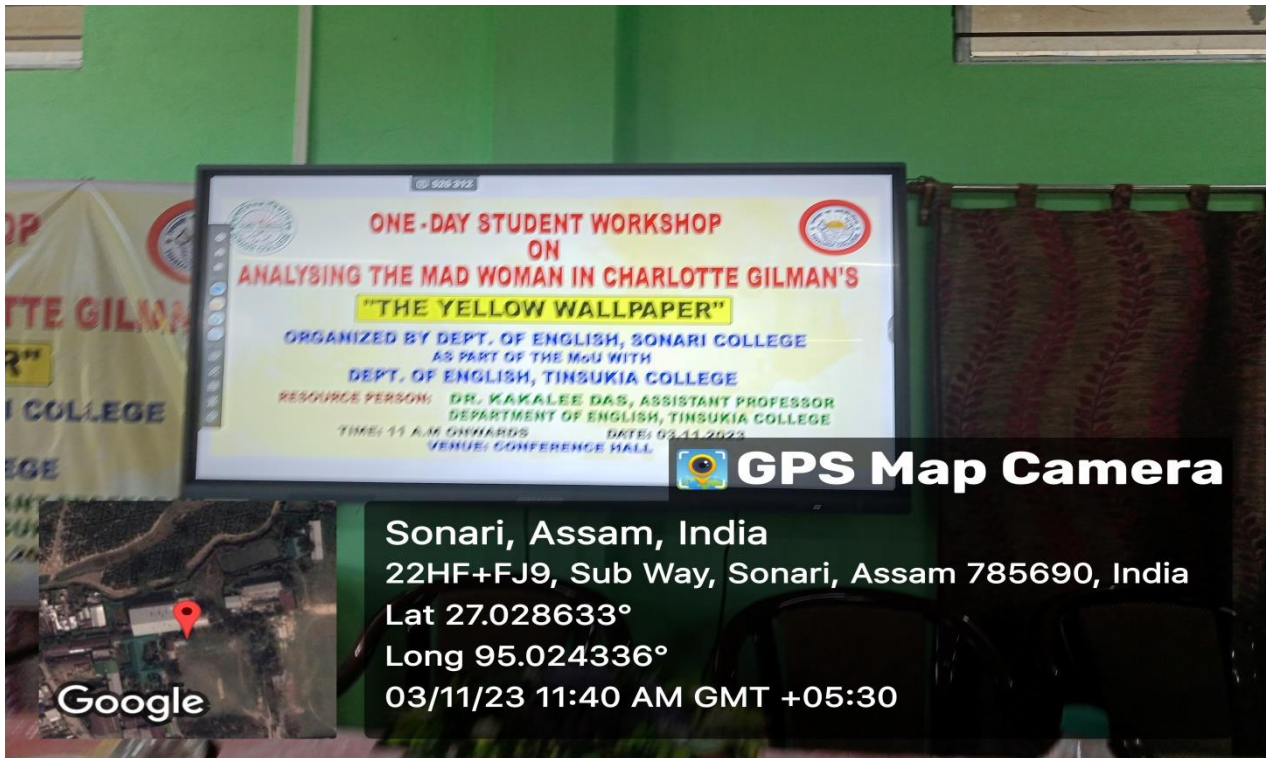 525 312
ONE-DAY STUDENT WORKSHOP
ON
ANALYSING THE MAD WOMAN IN CHARLOTTE GILMAN'S
"THE YELLOW WALLPAPER"
ORGANIZED BY DEPT. OF ENGLISH, SONARI COLLEGE
AS PART OF THE MoU WITH
DEPT. OF ENGLISH, TINSUKIA COLLEGE
RESOURCE PERSON: DR. KAKALEE DAS, ASSISTANT PROFESSOR
DEPARTMENT OF ENGLISH, TINSUKIA COLLEGE
TIME: 11 A.M ONWARDS DATE: 03.11.2023
VENUE: CONFERENCE HALL
OP
TTE GILMA
R"
I COLLEGE
EGE
GPS Map Camera
Sonari, Assam, India
22HF+FJ9, Sub Way, Sonari, Assam 785690, India
Lat 27.028633°
Long 95.024336°
03/11/23 11:40 AM GMT +05:30
Google